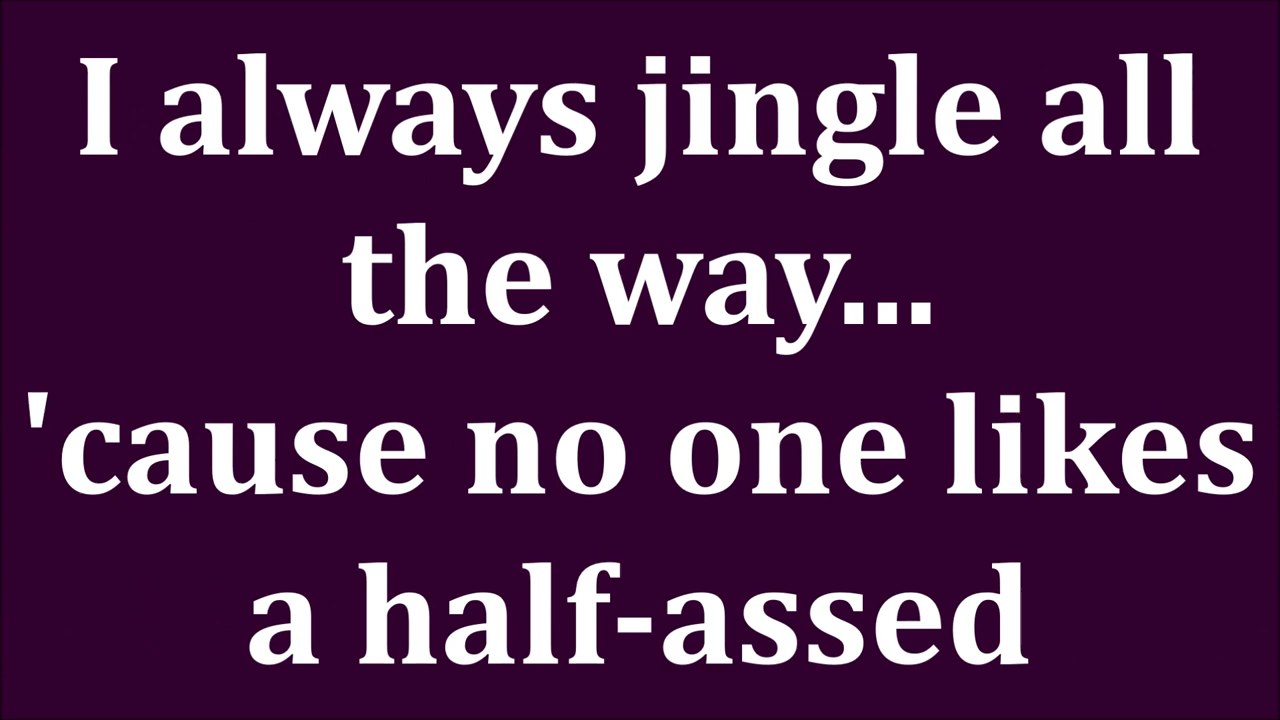 I always jingle all
the way...
'cause no one likes
a half-assed